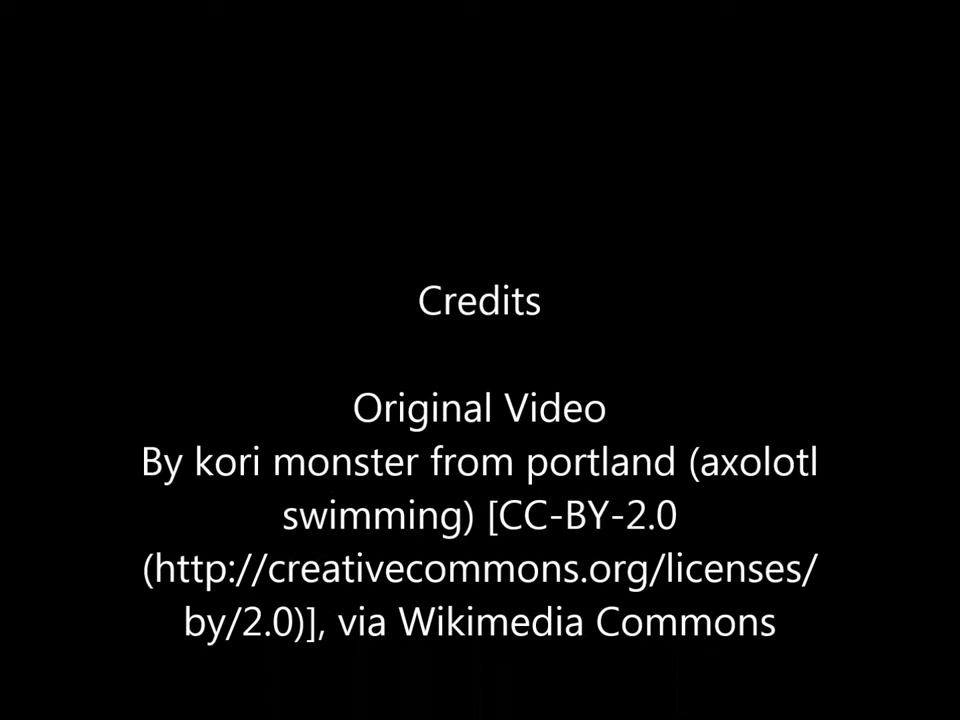 Credits
Original Video
By kori monster from portland (axolotl
swimming) [CC-BY-2.0
(http://creativecommons.org/licenses/
by/2.0)], via Wikimedia Commons